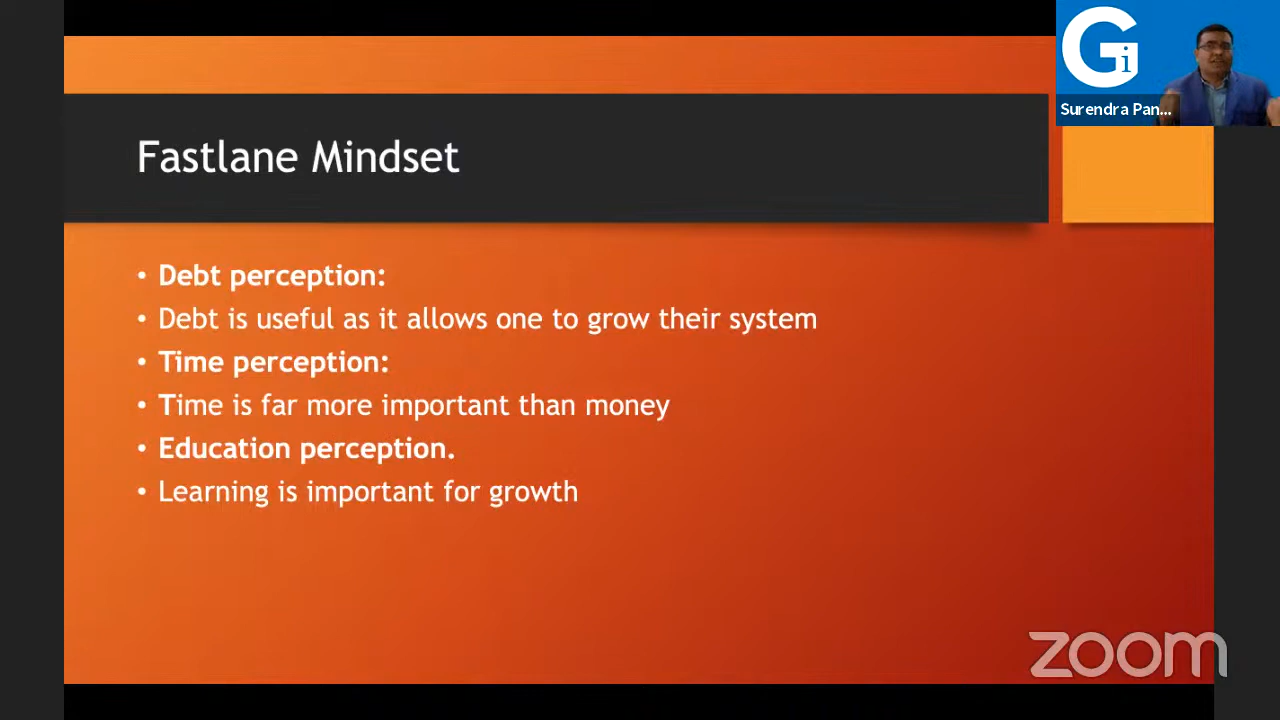 Gi
Surendra Pan...
Fastlane Mindset
• Debt perception:
• Debt is useful as it allows one to grow their system
• Time perception:
• Time is far more important than money
• Education perception.
• Learning is important for growth
zoom